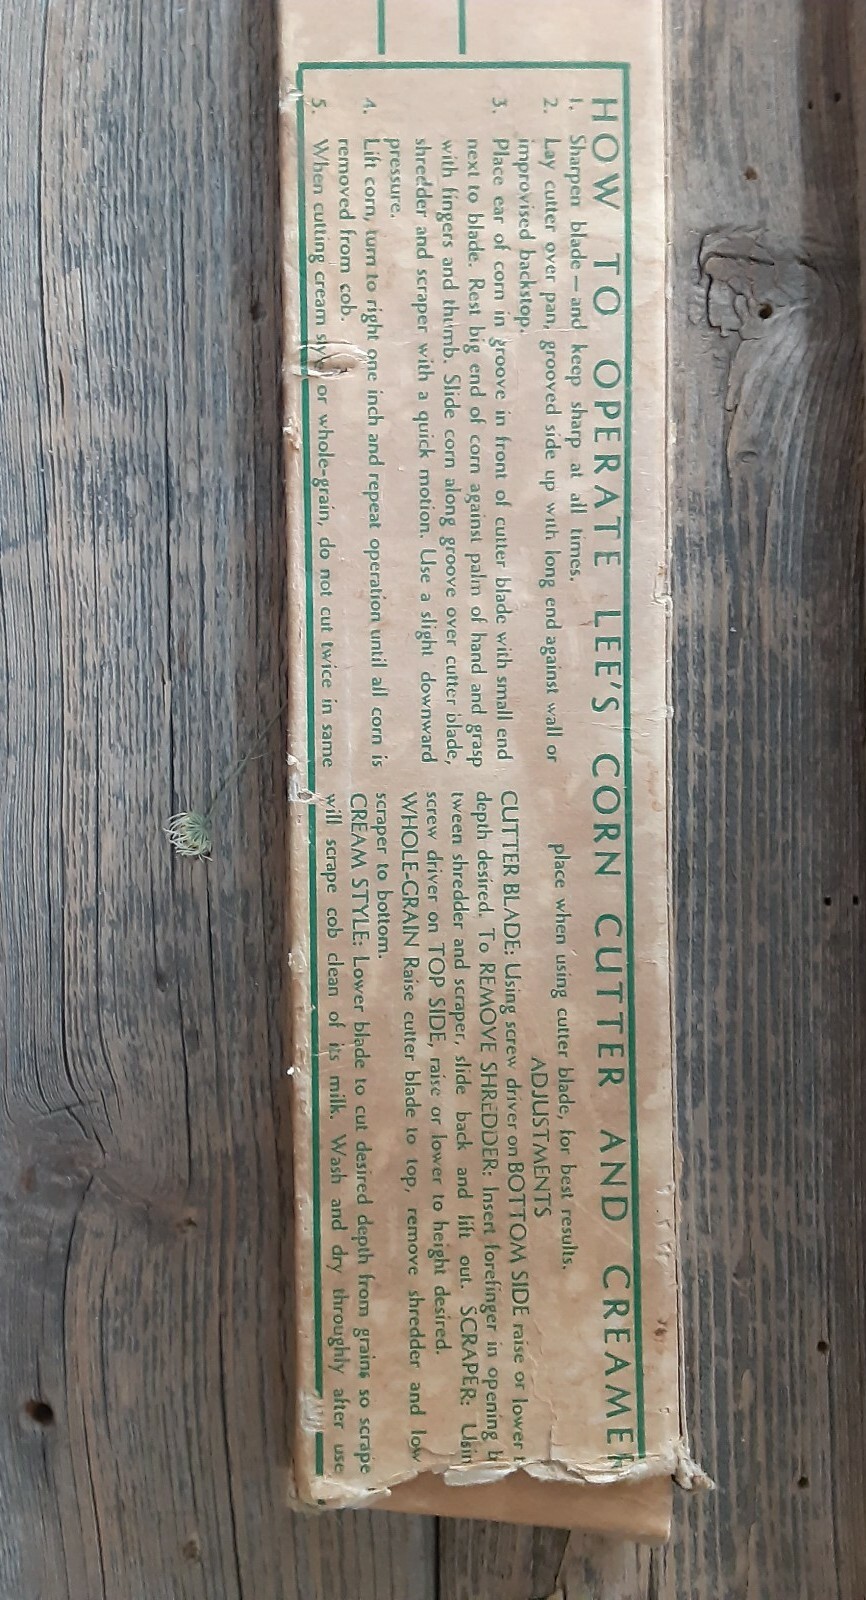 HOW TO OPERATE LEE'S CORN CUTTER AND CREAMER
1. Sharpen blade — and keep sharp at all times.
2. Lay cutter over pan, grooved side up with long end against wall or
improvised backstop.
3. Place ear of corn in groove in front of cutter blade with small end
next to blade. Rest big end of corn against palm of hand and grasp
with fingers and thumb. Slide corn along groove over cutter blade,
shredder and scraper with a quick motion. Use a slight downward
pressure.
4. Lift corn, turn to right one inch and repeat operation until all corn is
removed from cob.
5. When cutting cream or whole-grain, do not cut twice in same
place when using cutter blade, for best results.
ADJUSTMENTS
CUTTER BLADE: Using screw driver on BOTTOM SIDE raise or lower t
depth desired. To REMOVE SHREDDER: Insert forefinger in opening b
tween shredder and scraper, slide back and lift out. SCRAPER: Usin
screw driver on TOP SIDE, raise or lower to height desired.
WHOLE-GRAIN Raise cutter blade to top, remove shredder and low
scraper to bottom.
CREAM STYLE: Lower blade to cut desired depth from grains so scrape
will scrape cob clean of its milk. Wash and dry throughly after use